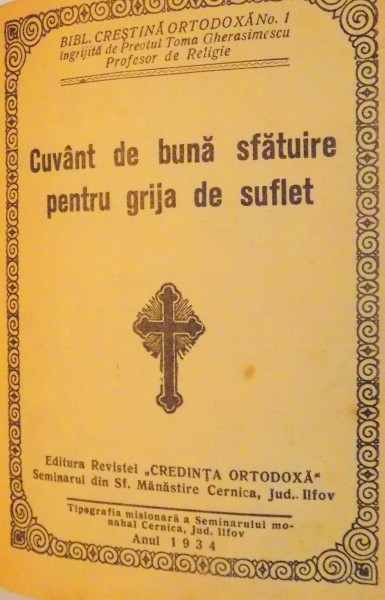 BIBL. CREȘTINĂ ORTODOXĂ No. 1
îngrijită de Preotul Toma Gherasimescu
Profesor de Religie
Cuvânt de bună sfătuire
pentru grija de suflet
Editura Revistei „CREDINȚA ORTODOXĂ“
Seminarul din Sf. Mănăstire Cernica, Jud. Ilfov
Tipografia misionară a Seminarului mo-
nahal Cernica, Jud. Ilfov
Anul 1934